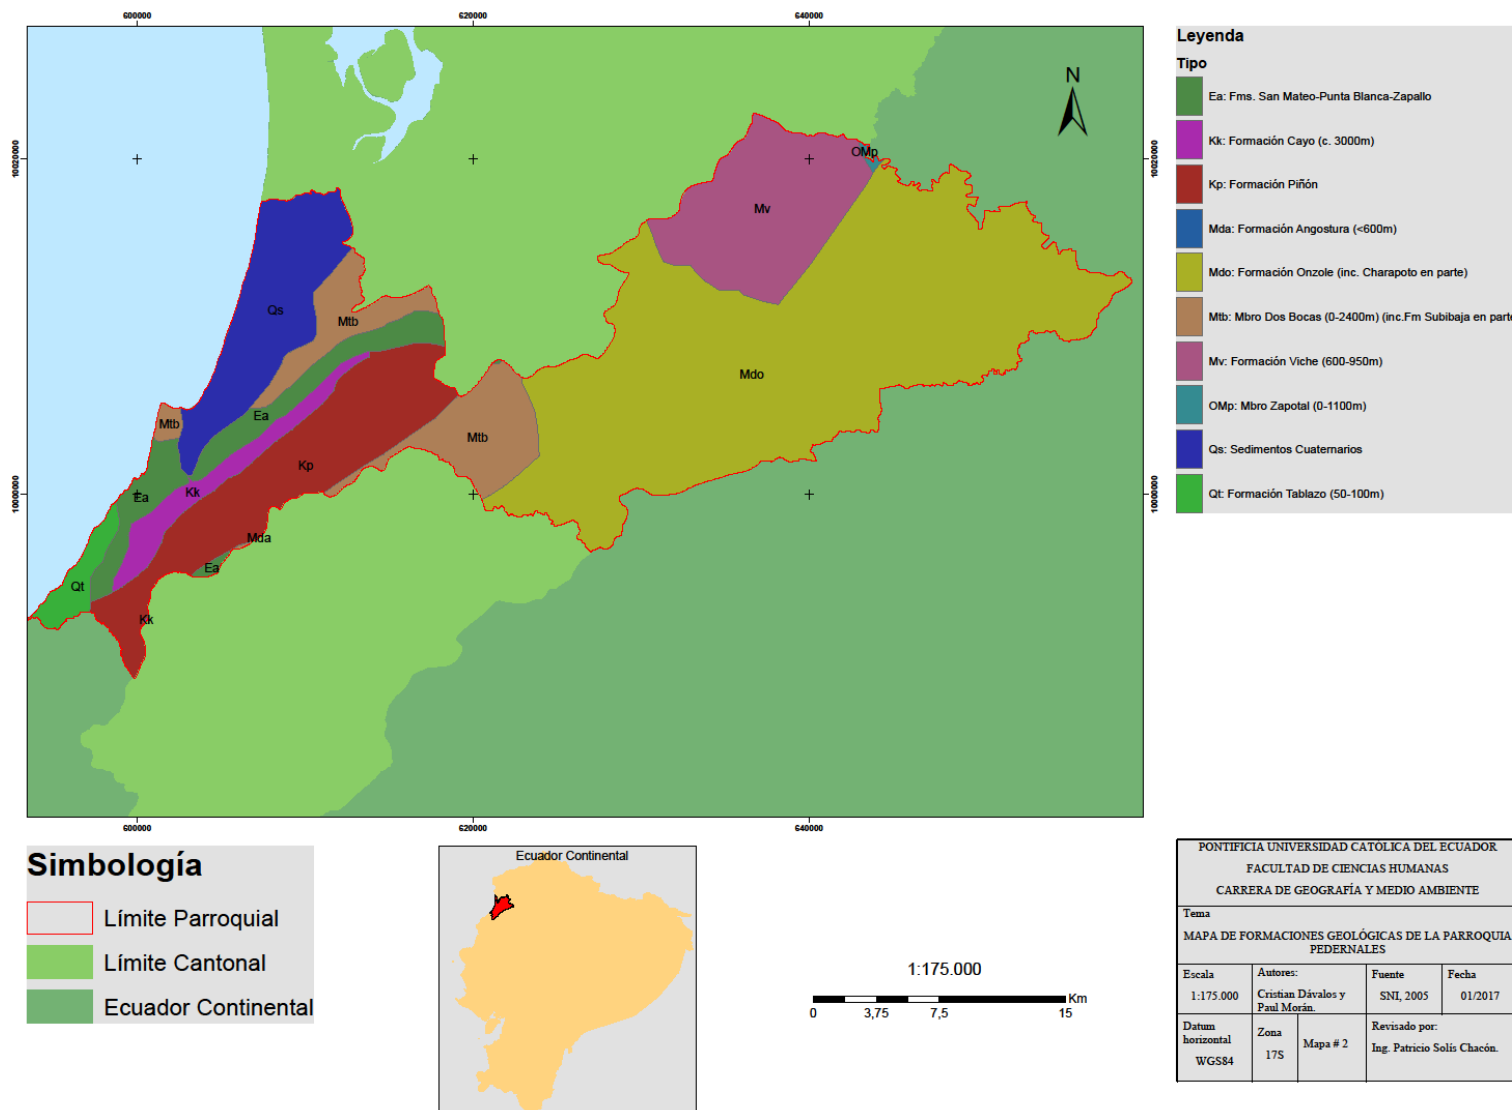 600000
620000
640000
10020000
10020000
N
OMp
Mv
Qs
Mtb
Mdo
Ea
Mtb
Mtb
Kp
Kk
Ea
10000000
10000000
Mda
Ea
Qt
Kk
600000
620000
640000
Leyenda
Tipo
Ea: Fms. San Mateo-Punta Blanca-Zapallo
Kk: Formación Cayo (c. 3000m)
Kp: Formación Piñón
Mda: Formación Angostura (<600m)
Mdo: Formación Onzole (inc. Charapoto en parte)
Mtb: Mbro Dos Bocas (0-2400m) (inc.Fm Subibaja en parte
Mv: Formación Viche (600-950m)
OMp: Mbro Zapotal (0-1100m)
Qs: Sedimentos Cuaternarios
Qt: Formación Tablazo (50-100m)
Simbología
Límite Parroquial
Límite Cantonal
Ecuador Continental
Ecuador Continental
1:175.000
Km
0 3,75 7,5 15
PONTIFICIA UNIVERSIDAD CATÓLICA DEL ECUADOR
FACULTAD DE CIENCIAS HUMANAS
CARRERA DE GEOGRAFÍA Y MEDIO AMBIENTE
Tema
MAPA DE FORMACIONES GEOLÓGICAS DE LA PARROQUIA
PEDERNALES
Escala
1:175.000
Autores:
Cristian Dávalos y
Paul Morán.
Fuente
SNI, 2005
Fecha
01/2017
Datum
horizontal
WGS84
Zona
17S
Mapa # 2
Revisado por:
Ing. Patricio Solís Chacón.